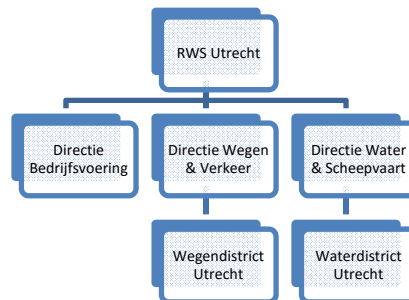 RWS Utrecht
Directie
Bedrijfsvoering
Directie Wegen
& Verkeer
Directie Water
& Scheepvaart
Wegendistrict
Utrecht
Waterdistrict
Utrecht